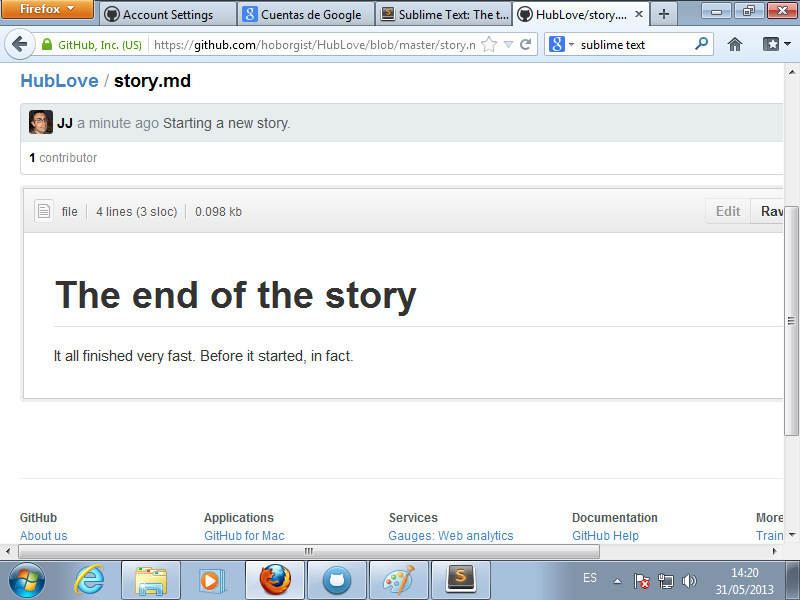 Firefox
Account Settings
Cuentas de Google
Sublime Text: The t...
HubLove/story....
GitHub, Inc. (US)
https://github.com/hoborgist/HubLove/blob/master/story.n
sublime text
HubLove / story.md
JJ a minute ago Starting a new story.
1 contributor
file
4 lines (3 sloc)
0.098 kb
Edit
Raw
The end of the story
It all finished very fast. Before it started, in fact.
GitHub
Applications
Services
Documentation
More
About us
GitHub for Mac
Gauges: Web analytics
GitHub Help
Train
ES
14:20
31/05/2013